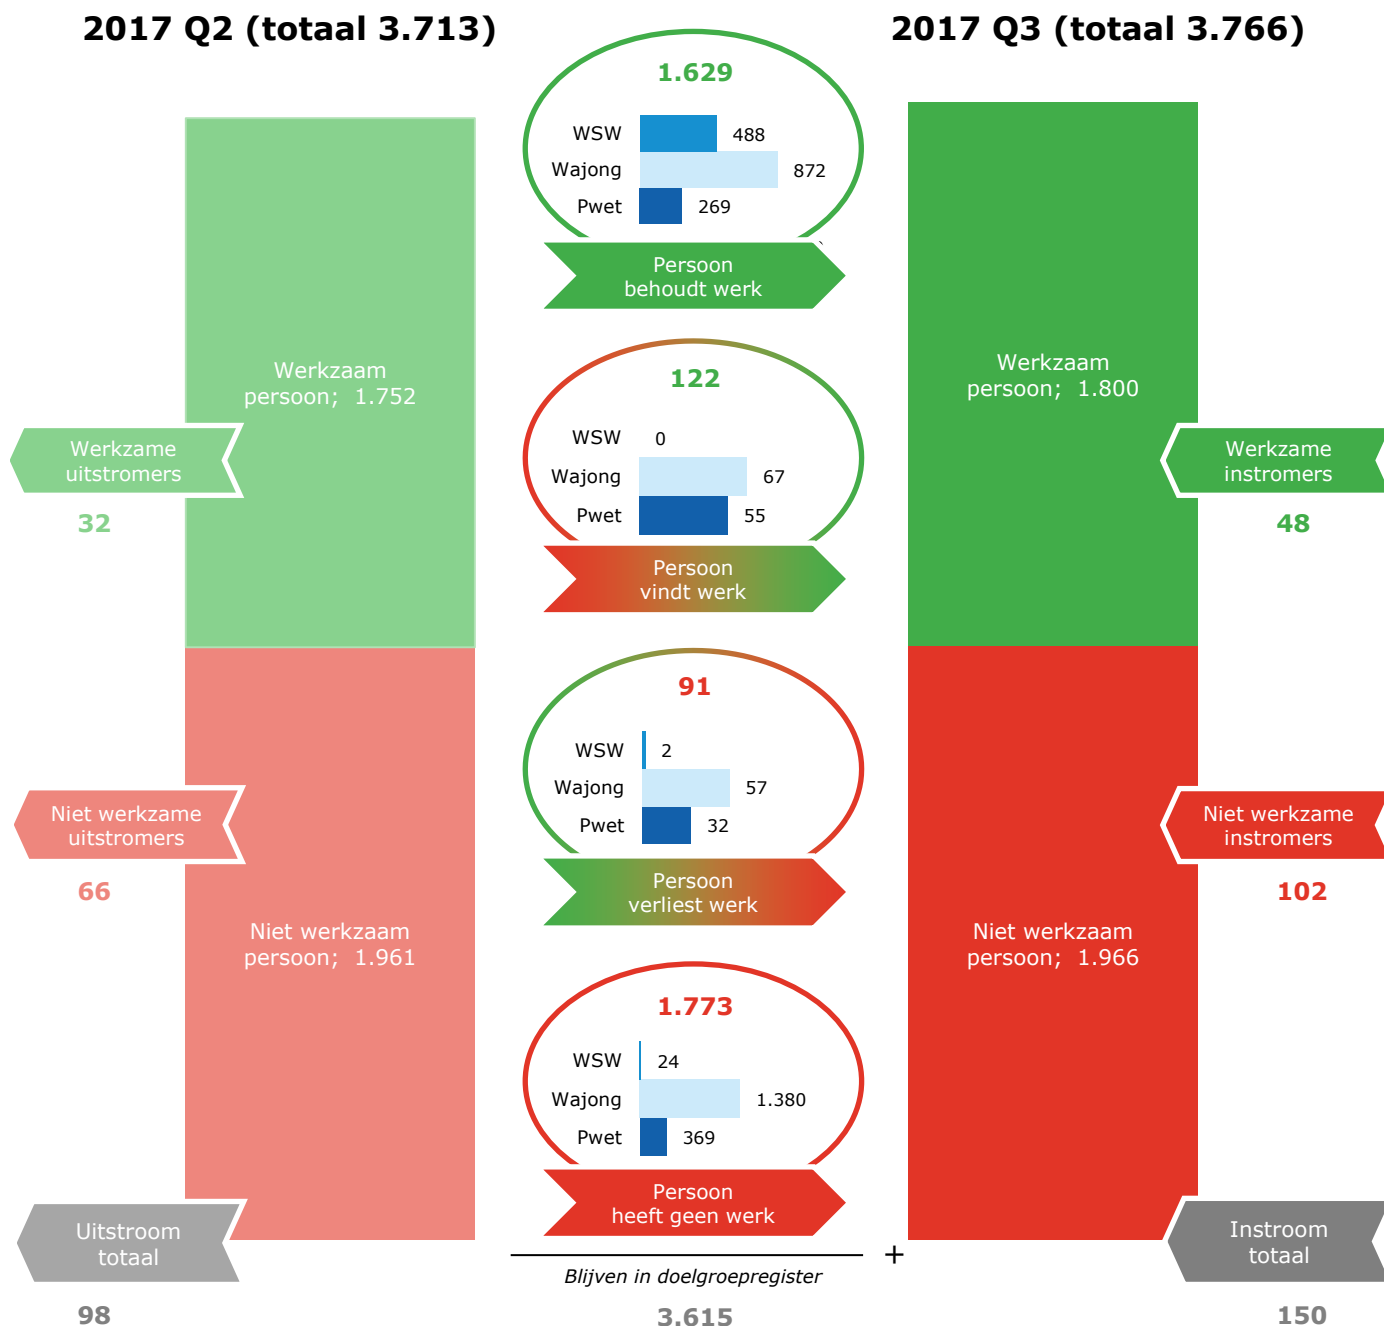 2017 Q2 (totaal 3.713)
2017 Q3 (totaal 3.766)
1.629
WSW 488
Wajong 872
Pwet 269
Persoon
behoudt werk
Werkzaam
persoon; 1.752
Werkzaam
persoon; 1.800
122
WSW 0
Wajong 67
Pwet 55
Persoon
vindt werk
Werkzame
uitstromers
32
Werkzame
instromers
48
91
WSW 2
Wajong 57
Pwet 32
Persoon
verliest werk
Niet werkzame
uitstromers
66
Niet werkzame
instromers
102
Niet werkzaam
persoon; 1.961
Niet werkzaam
persoon; 1.966
1.773
WSW 24
Wajong 1.380
Pwet 369
Persoon
heeft geen werk
Uitstroom
totaal
98
+
Blijven in doelgroepregister
3.615
Instroom
totaal
150